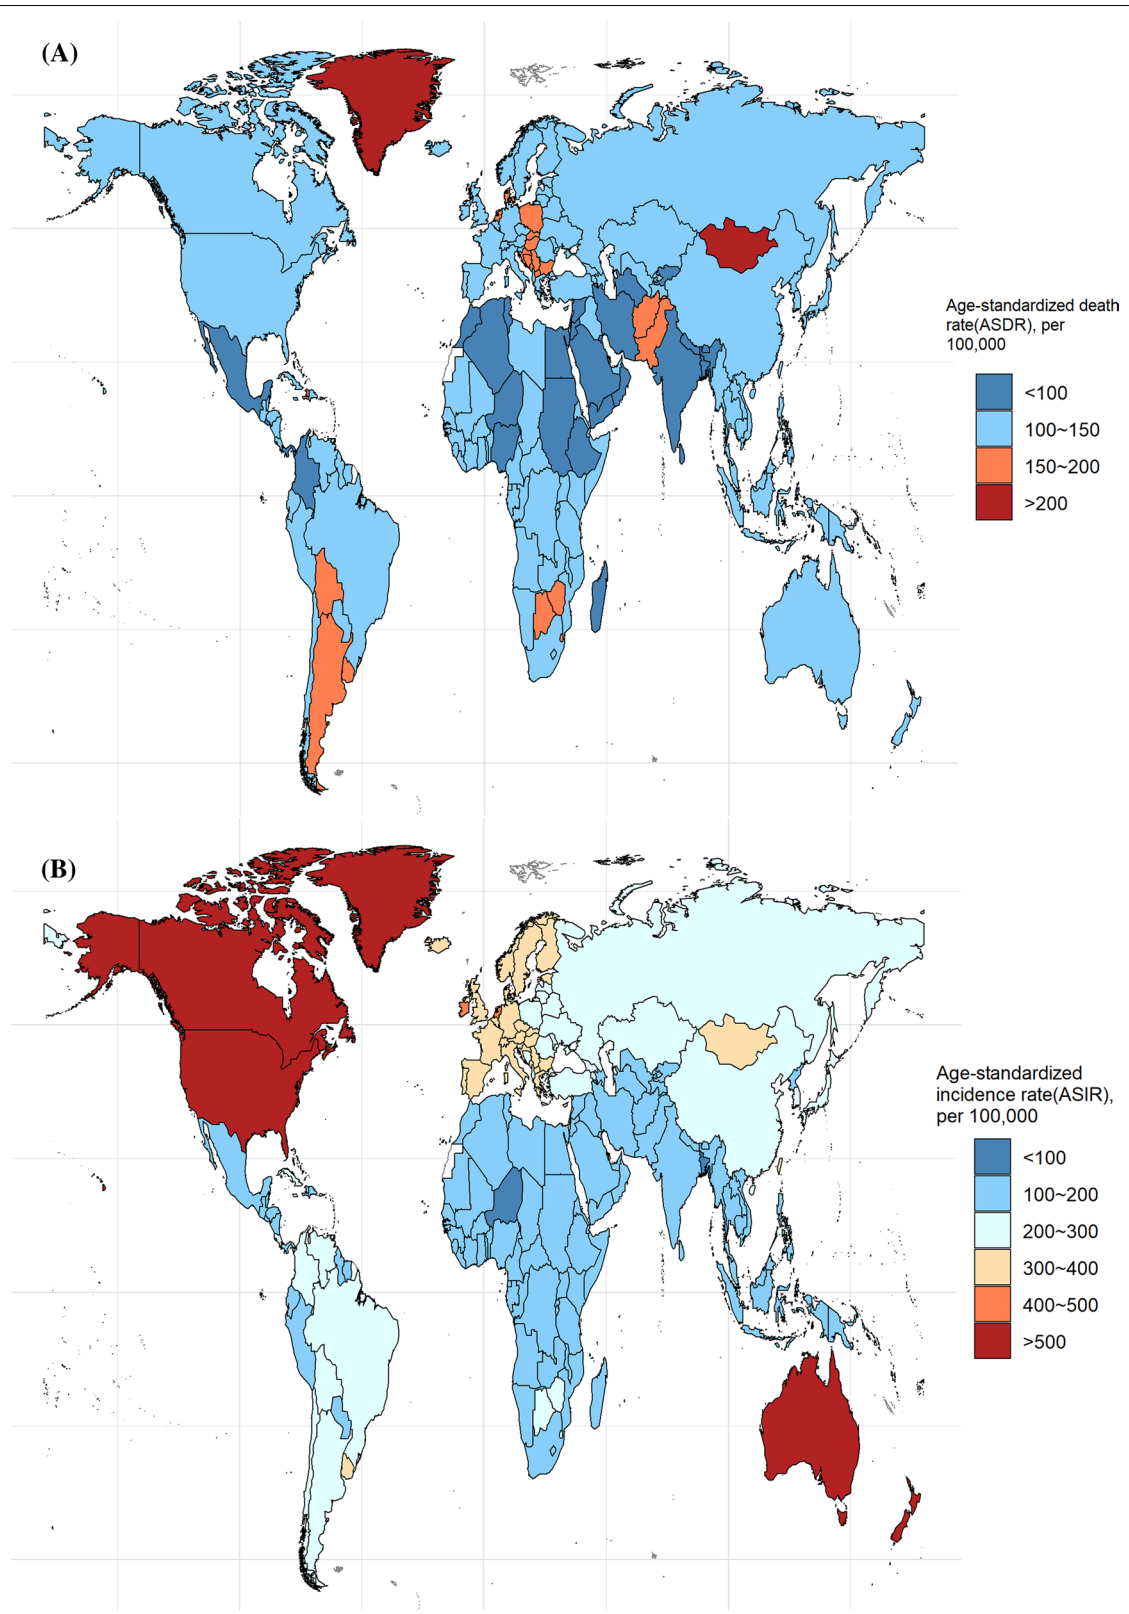 (A)
Age-standardized death
rate(ASDR), per
100,000
<100
100~150
150~200
>200
(B)
Age-standardized
incidence rate(ASIR),
per 100,000
<100
100~200
200~300
300~400
400~500
>500